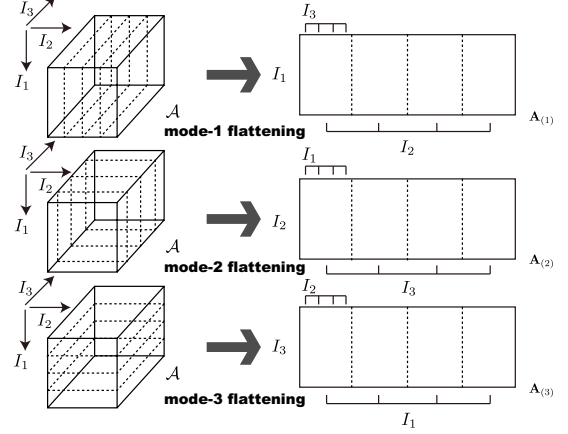 I₃
I₂
I₁
𝒜
mode-1 flattening
I₃
I₁
I₂
A₍₁₎
I₃
I₂
I₁
𝒜
mode-2 flattening
I₁
I₂
I₃
A₍₂₎
I₃
I₂
I₁
𝒜
mode-3 flattening
I₂
I₃
I₁
A₍₃₎